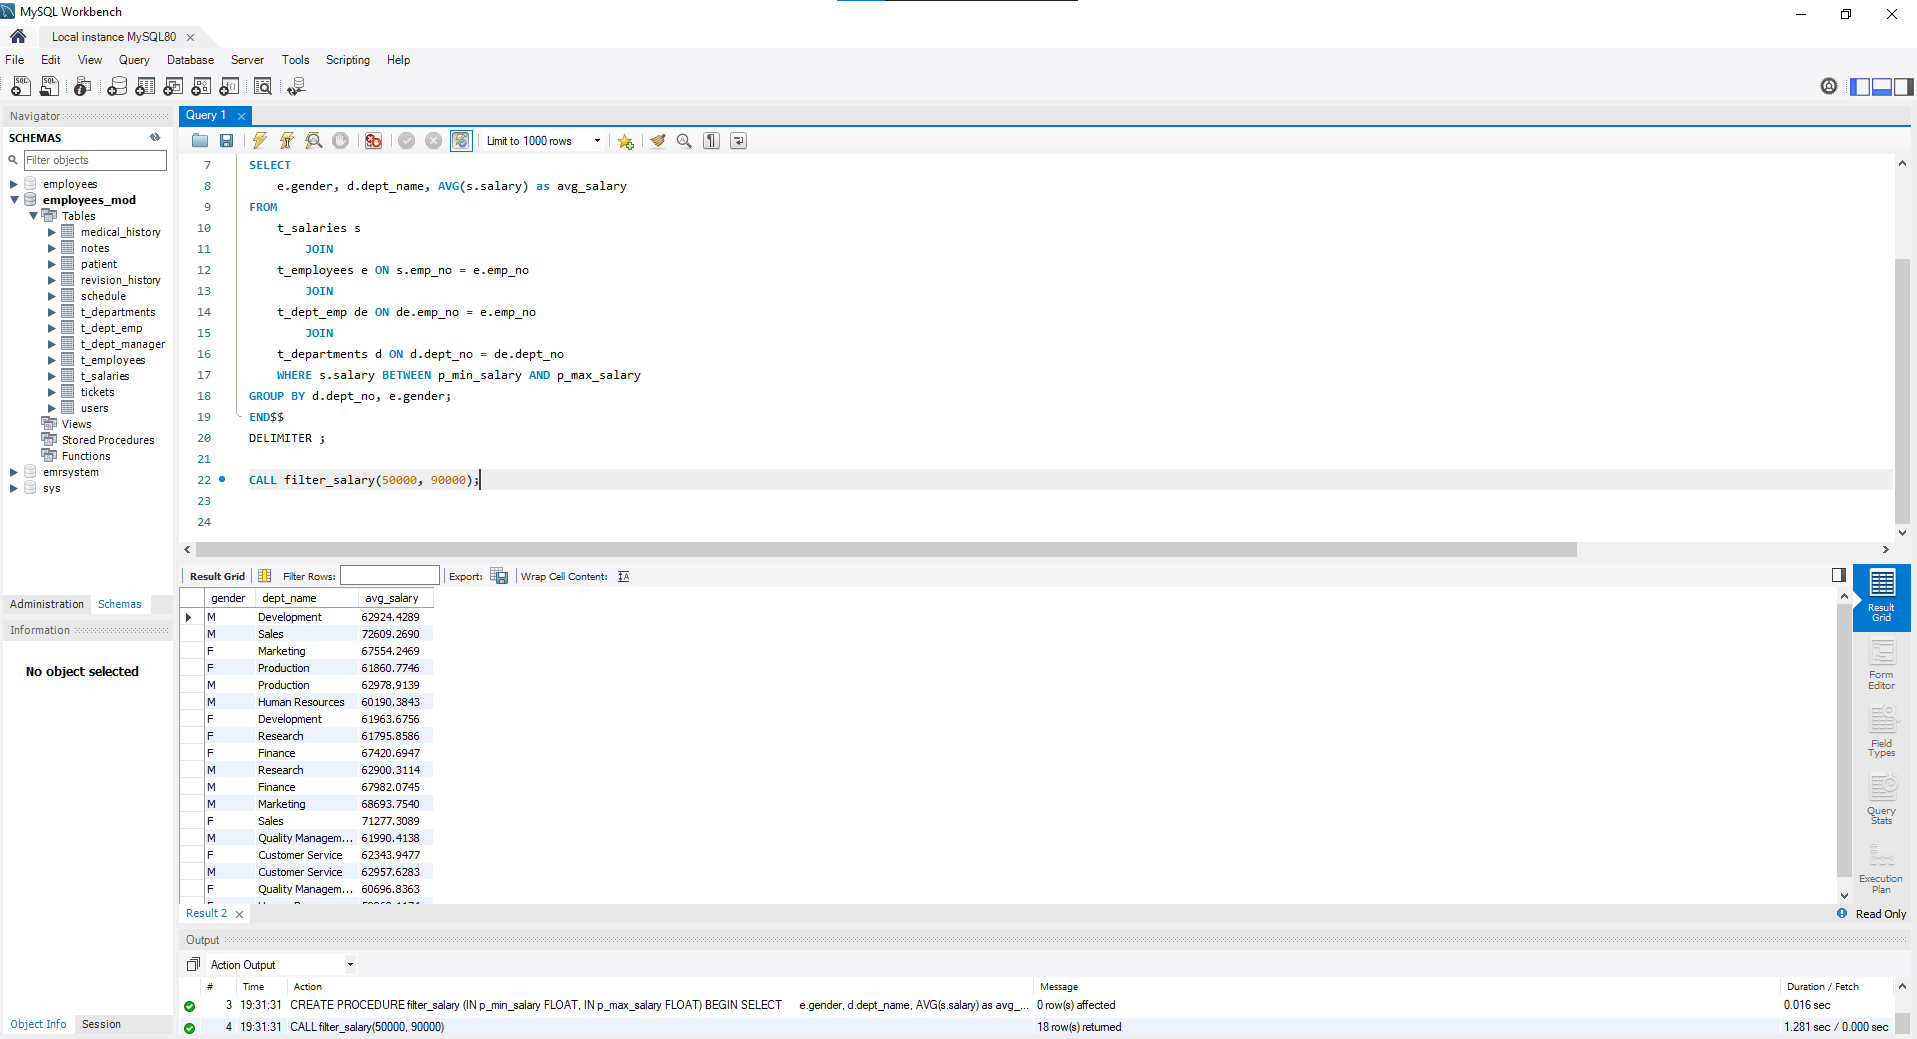 MySQL Workbench
Local instance MySQL80
File Edit View Query Database Server Tools Scripting Help
Navigator
SCHEMAS
Filter objects
employees
employees_mod
Tables
medical_history
notes
patient
revision_history
schedule
t_departments
t_dept_emp
t_dept_manager
t_employees
t_salaries
tickets
users
Views
Stored Procedures
Functions
emrsystem
sys
Administration Schemas
Information
No object selected
Object Info Session
Query 1
Limit to 1000 rows
7 SELECT
8 e.gender, d.dept_name, AVG(s.salary) as avg_salary
9 FROM
10 t_salaries s
11 JOIN
12 t_employees e ON s.emp_no = e.emp_no
13 JOIN
14 t_dept_emp de ON de.emp_no = e.emp_no
15 JOIN
16 t_departments d ON d.dept_no = de.dept_no
17 WHERE s.salary BETWEEN p_min_salary AND p_max_salary
18 GROUP BY d.dept_no, e.gender;
19 END$$
20 DELIMITER ;
21
22 CALL filter_salary(50000, 90000);
23
24
Result Grid Filter Rows: Export: Wrap Cell Content:
gender dept_name avg_salary
M Development 62924.4289
M Sales 72609.2690
F Marketing 67554.2469
F Production 61860.7746
M Production 62978.9139
M Human Resources 60190.3843
F Development 61963.6756
F Research 61795.8586
F Finance 67420.6947
M Research 62900.3114
M Finance 67982.0745
M Marketing 68693.7540
F Sales 71277.3089
M Quality Managem... 61990.4138
F Customer Service 62343.9477
M Customer Service 62957.6283
F Quality Managem... 60696.8363
Result Grid
Form Editor
Field Types
Query Stats
Execution Plan
Result 2
Read Only
Output
Action Output
# Time Action Message Duration / Fetch
3 19:31:31 CREATE PROCEDURE filter_salary (IN p_min_salary FLOAT, IN p_max_salary FLOAT) BEGIN SELECT e.gender, d.dept_name, AVG(s.salary) as avg_... 0 row(s) affected 0.016 sec
4 19:31:31 CALL filter_salary(50000, 90000) 18 row(s) returned 1.281 sec / 0.000 sec